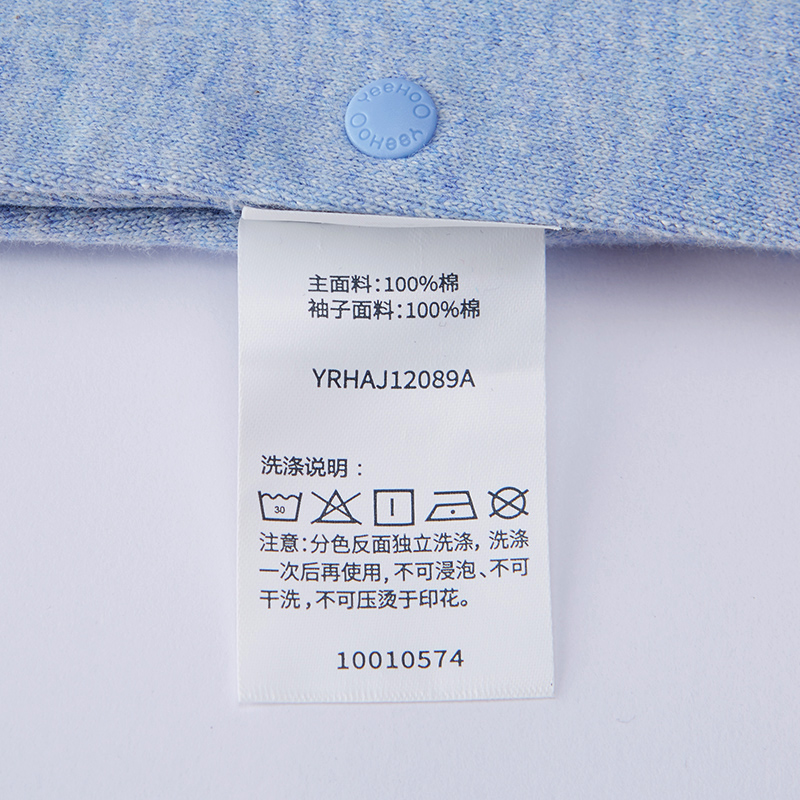 YeeHoO
YeeHoO
主面料:100%棉
袖子面料:100%棉
YRHAJ12089A
洗涤说明:
30
注意:分色反面独立洗涤,洗涤
一次后再使用,不可浸泡、不可
干洗,不可压烫于印花。
10010574